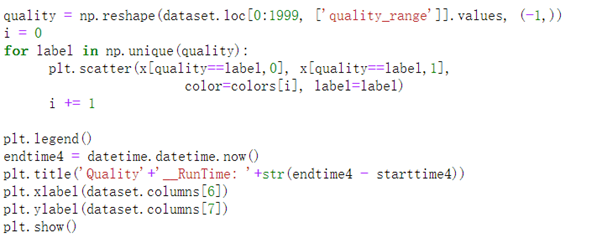 quality = np.reshape(dataset.loc[0:1999, ['quality_range']].values, (-1,))
i = 0
for label in np.unique(quality):
      plt.scatter(x[quality==label,0], x[quality==label,1],
                        color=colors[i], label=label)
      i += 1

plt.legend()
endtime4 = datetime.datetime.now()
plt.title('Quality'+'__RunTime: '+str(endtime4 - starttime4))
plt.xlabel(dataset.columns[6])
plt.ylabel(dataset.columns[7])
plt.show()